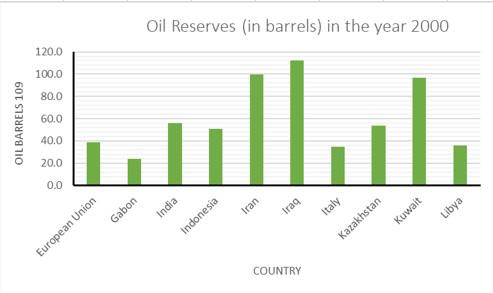 Oil Reserves (in barrels) in the year 2000
OIL BARRELS 109
120.0
100.0
80.0
60.0
40.0
20.0
0.0
European Union
Gabon
India
Indonesia
Iran
Iraq
Italy
Kazakhstan
Kuwait
Libya
COUNTRY